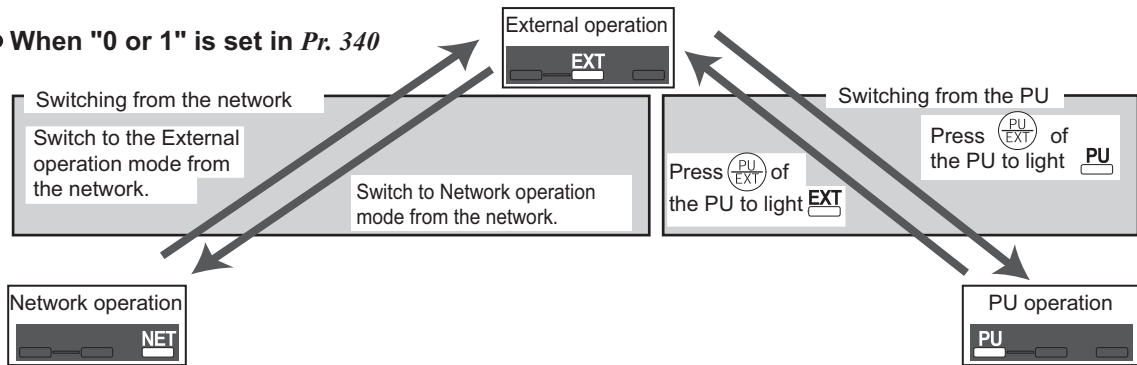 When "0 or 1" is set in Pr. 340
External operation
EXT
Switching from the network
Switch to the External
operation mode from
the network.
Switch to Network operation
mode from the network.
Switching from the PU
Press PU/EXT of
the PU to light PU
Press PU/EXT of
the PU to light EXT
Network operation
NET
PU operation
PU